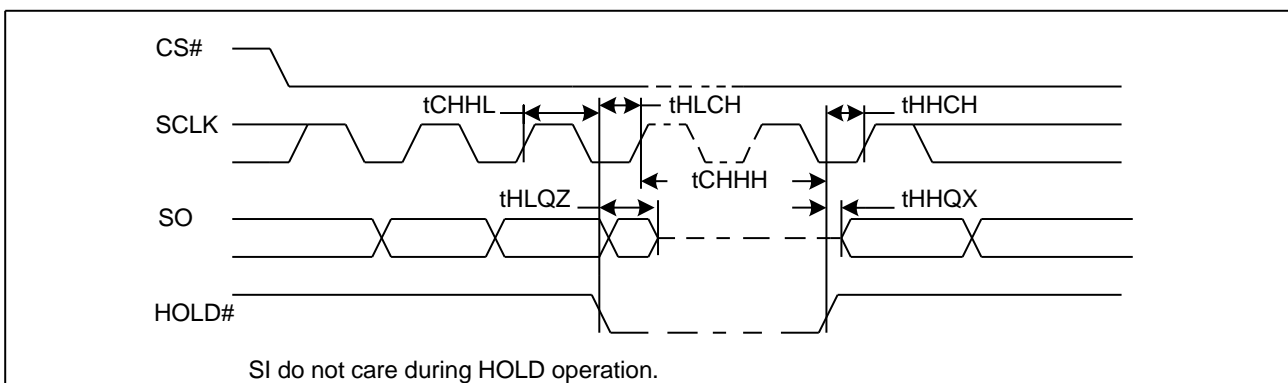 CS#
tCHHL
tHLCH
tHHCH
SCLK
tCHHH
tHLQZ
tHHQX
SO
HOLD#
SI do not care during HOLD operation.